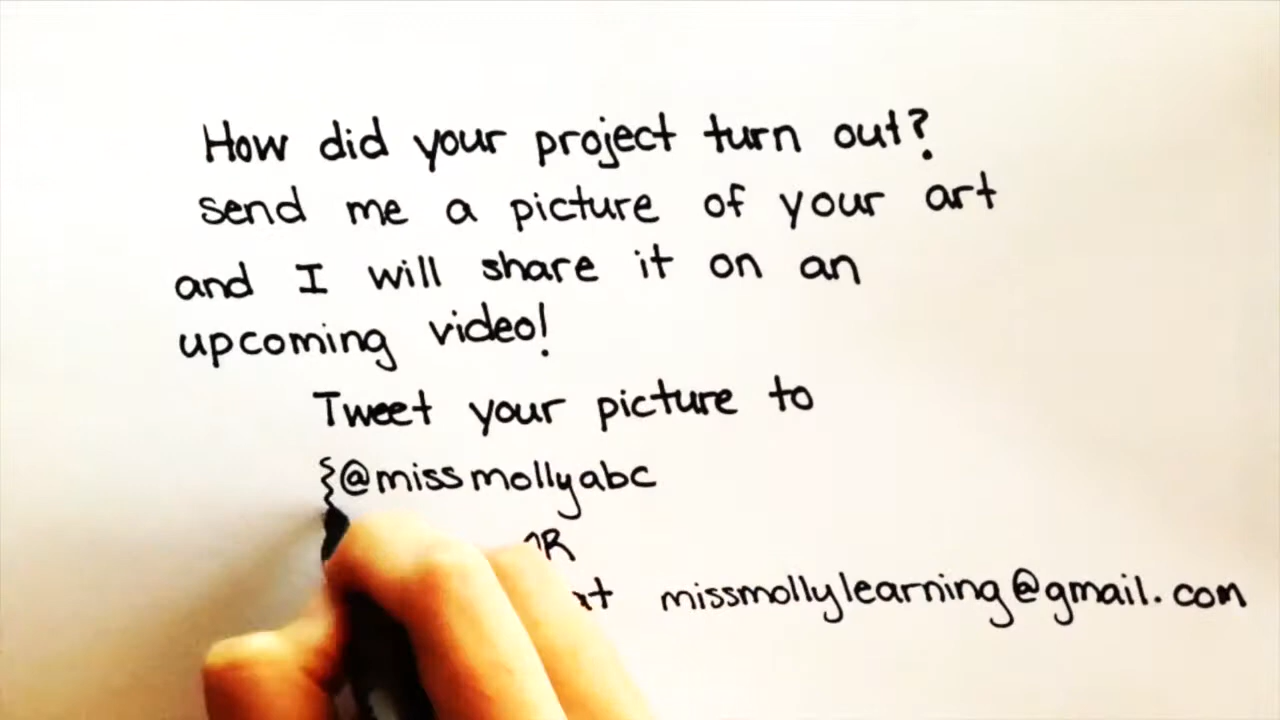 How did your project turn out?
send me a picture of your art
and I will share it on an
upcoming video!
Tweet your picture to
@missmollyabc
missmollylearning@gmail.com